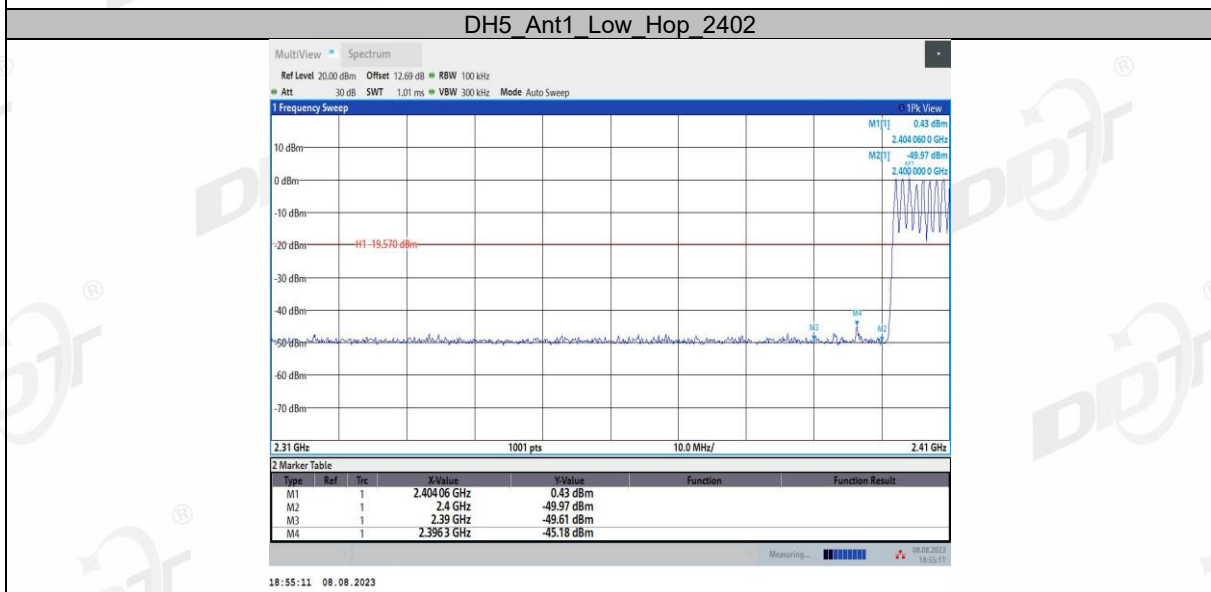 DH5_Ant1_Low_Hop_2402
MultiView Spectrum
Ref Level 20.00 dBm Offset 12.69 dB RBW 100 kHz
Att 30 dB SWT 1.01 ms VBW 300 kHz Mode Auto Sweep
1 Frequency Sweep 1Pk View
M1[1] 0.43 dBm
2.404 060 0 GHz
10 dBm
M2[1] -49.97 dBm
2.400 000 0 GHz
0 dBm
-10 dBm
-20 dBm H1 -19.570 dBm
-30 dBm
-40 dBm
M4
M3 M2
-50 dBm
-60 dBm
-70 dBm
2.31 GHz 1001 pts 10.0 MHz/ 2.41 GHz
2 Marker Table
Type Ref Trc X-Value Y-Value Function Function Result
M1 1 2.404 06 GHz 0.43 dBm
M2 1 2.4 GHz -49.97 dBm
M3 1 2.39 GHz -49.61 dBm
M4 1 2.396 3 GHz -45.18 dBm
Measuring... 08.08.2023
18:55:11
18:55:11 08.08.2023
DDT®